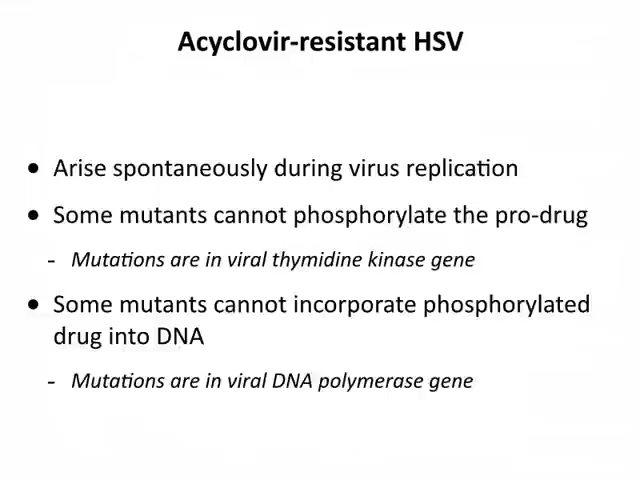 Acyclovir-resistant HSV
• Arise spontaneously during virus replication
• Some mutants cannot phosphorylate the pro-drug
- Mutations are in viral thymidine kinase gene
• Some mutants cannot incorporate phosphorylated
drug into DNA
- Mutations are in viral DNA polymerase gene